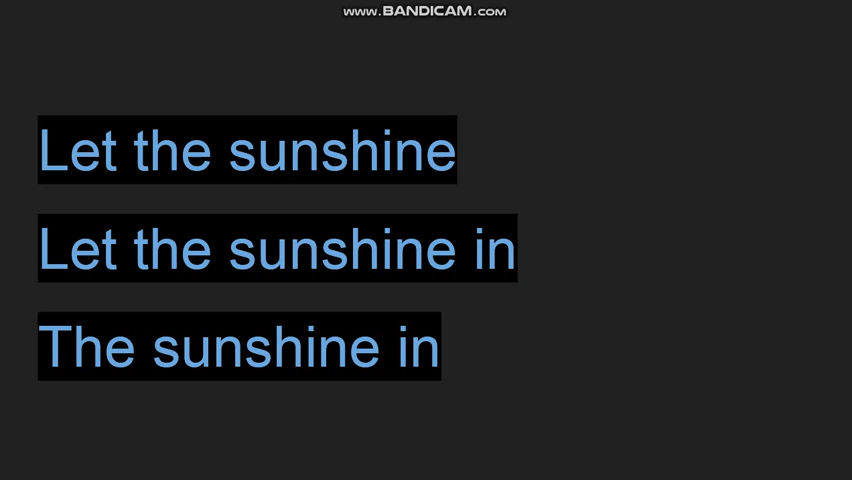 www.BANDICAM.com
Let the sunshine
Let the sunshine in
The sunshine in